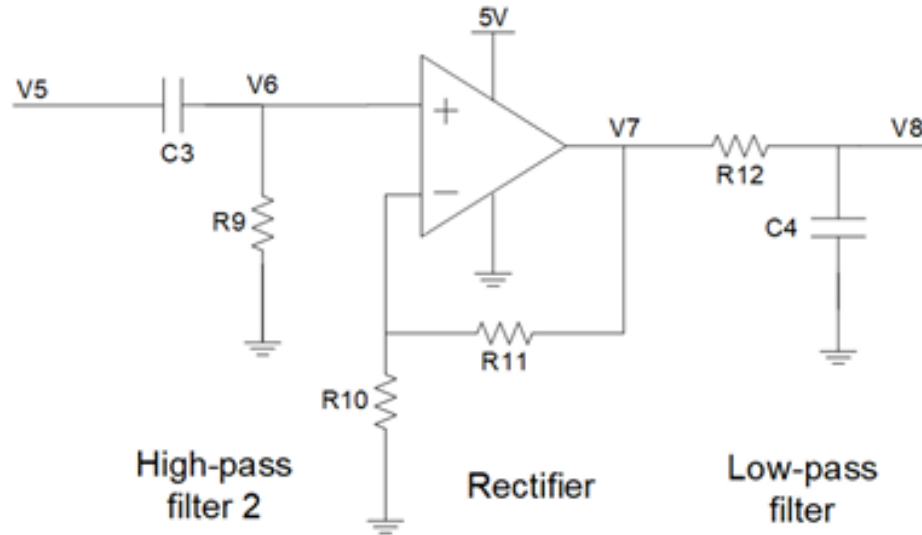 5V
V5
V6
V7
V8
C3
+
−
R12
R9
C4
R11
R10
High-pass
filter 2
Rectifier
Low-pass
filter